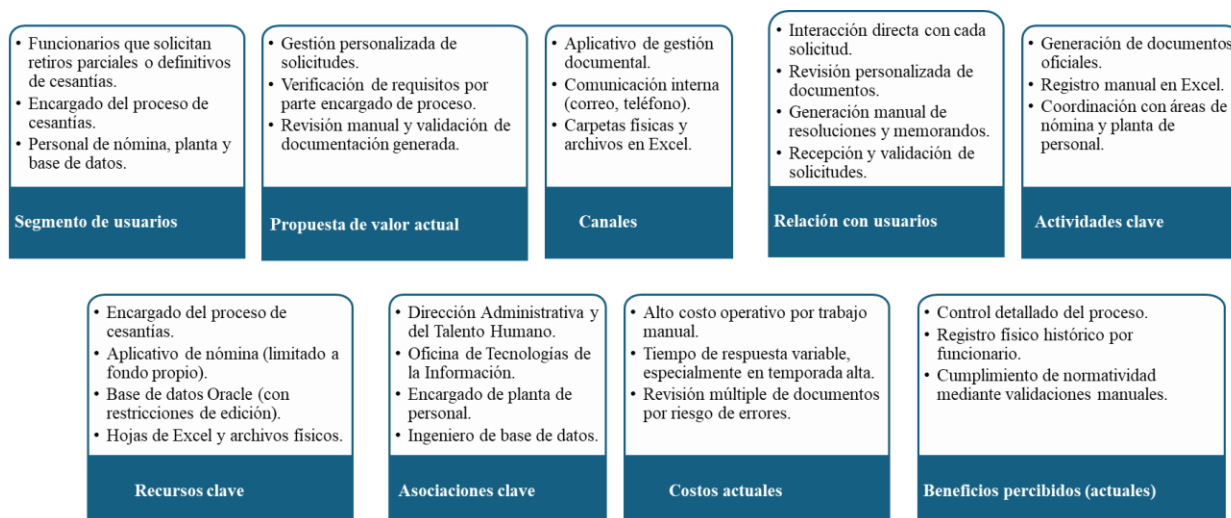 • Funcionarios que solicitan
retiros parciales o definitivos
de cesantías.
• Encargado del proceso de
cesantías.
• Personal de nómina, planta y
base de datos.
Segmento de usuarios
• Gestión personalizada de
solicitudes.
• Verificación de requisitos por
parte encargado de proceso.
• Revisión manual y validación de
documentación generada.
Propuesta de valor actual
• Aplicativo de gestión
documental.
• Comunicación interna
(correo, teléfono).
• Carpetas físicas y
archivos en Excel.
Canales
• Interacción directa con cada
solicitud.
• Revisión personalizada de
documentos.
• Generación manual de
resoluciones y memorandos.
• Recepción y validación de
solicitudes.
Relación con usuarios
• Generación de documentos
oficiales.
• Registro manual en Excel.
• Coordinación con áreas de
nómina y planta de
personal.
Actividades clave
• Encargado del proceso de
cesantías.
• Aplicativo de nómina (limitado a
fondo propio).
• Base de datos Oracle (con
restricciones de edición).
• Hojas de Excel y archivos físicos.
Recursos clave
• Dirección Administrativa y
del Talento Humano.
• Oficina de Tecnologías de
la Información.
• Encargado de planta de
personal.
• Ingeniero de base de datos.
Asociaciones clave
• Alto costo operativo por trabajo
manual.
• Tiempo de respuesta variable,
especialmente en temporada alta.
• Revisión múltiple de documentos
por riesgo de errores.
Costos actuales
• Control detallado del proceso.
• Registro físico histórico por
funcionario.
• Cumplimiento de normatividad
mediante validaciones manuales.
Beneficios percibidos (actuales)